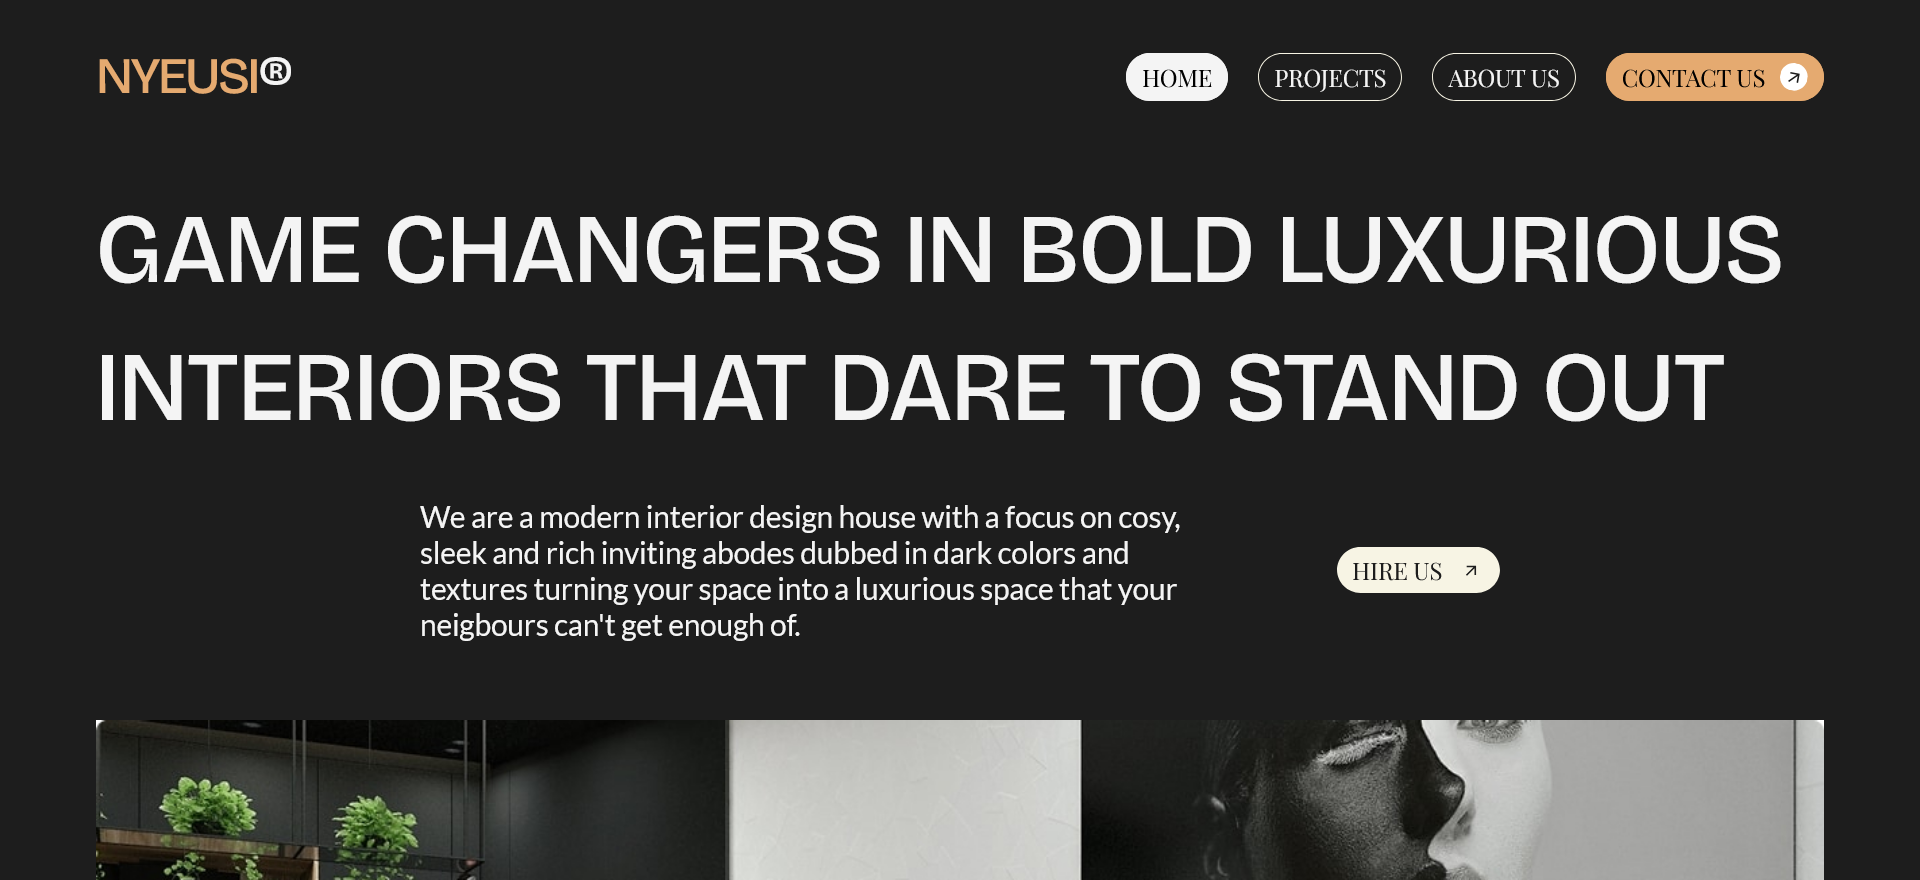 NYEUSI®
HOME
PROJECTS
ABOUT US
CONTACT US
GAME CHANGERS IN BOLD LUXURIOUS
INTERIORS THAT DARE TO STAND OUT
We are a modern interior design house with a focus on cosy,
sleek and rich inviting abodes dubbed in dark colors and
textures turning your space into a luxurious space that your
neigbours can't get enough of.
HIRE US